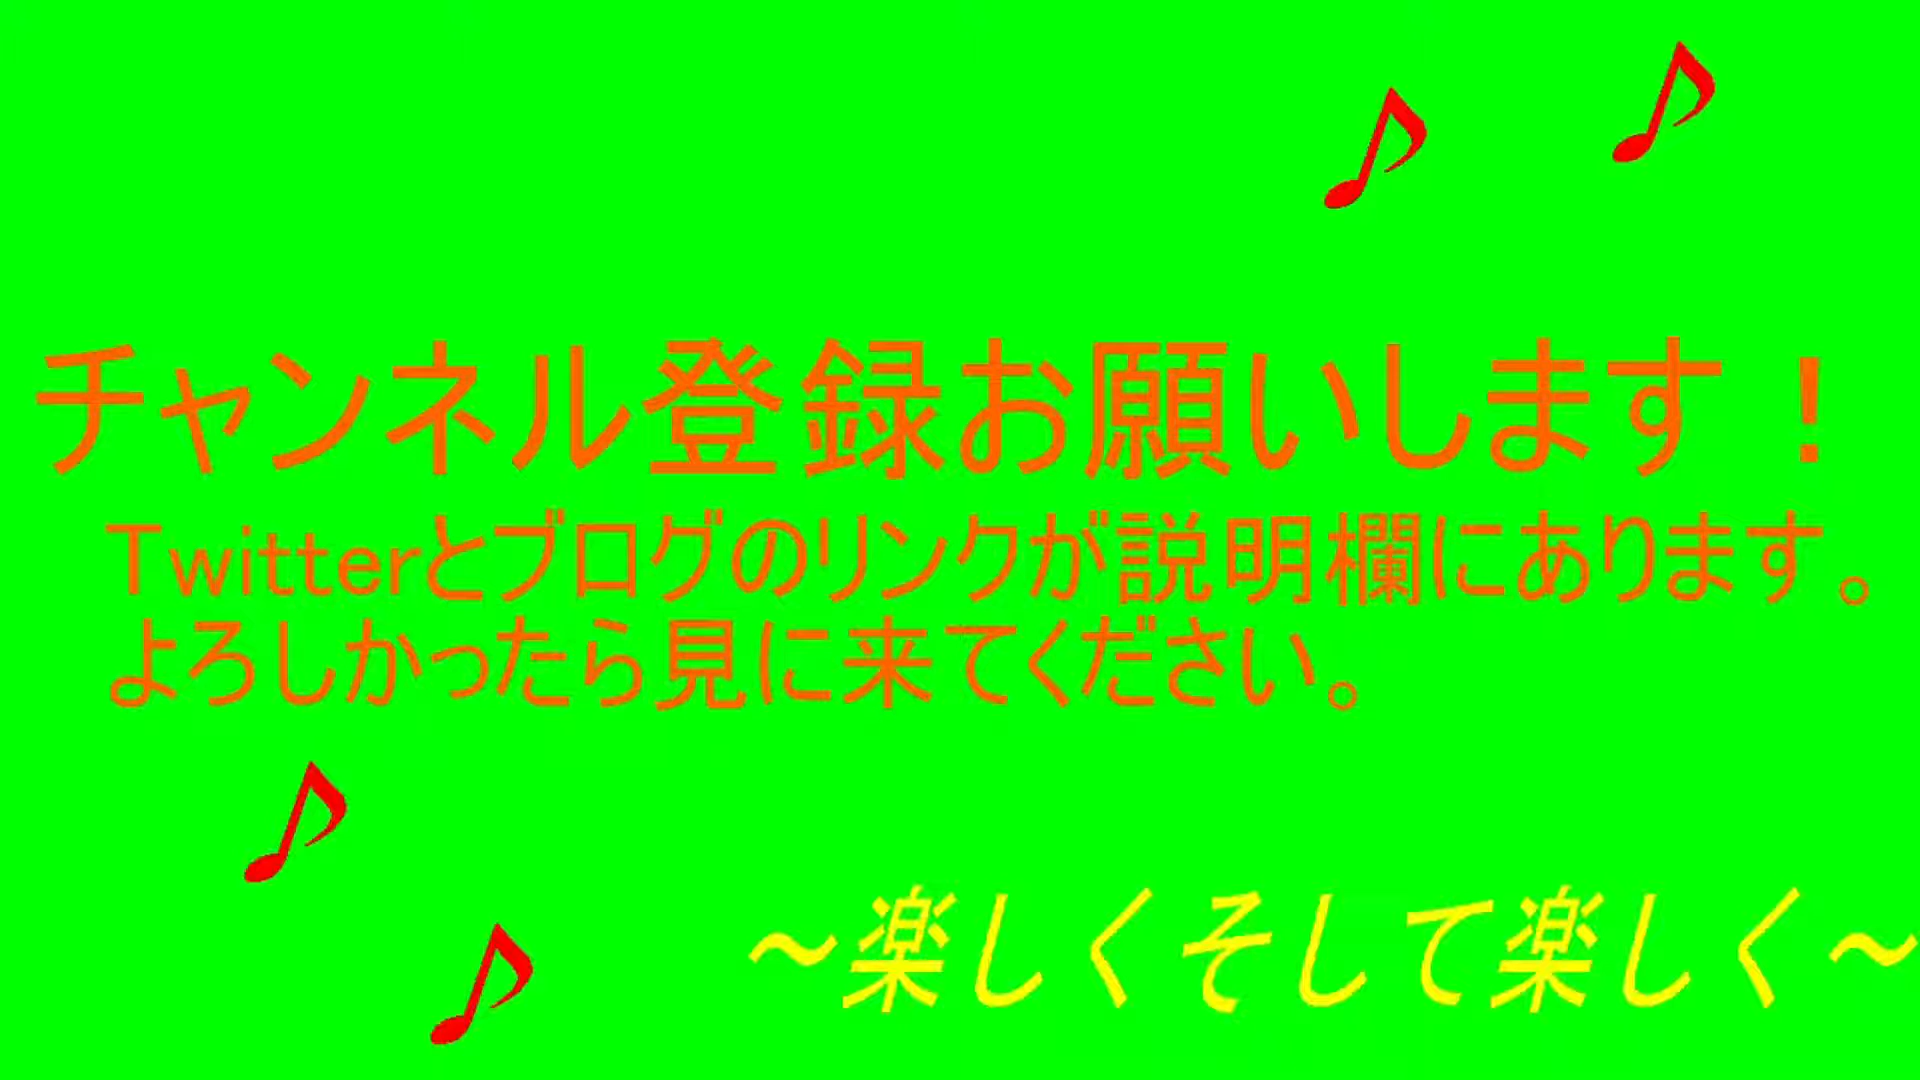 チャンネル登録お願いします！
Twitterとブログのリンクが説明欄にあります。
よろしかったら見に来てください。
～楽しくそして楽しく～